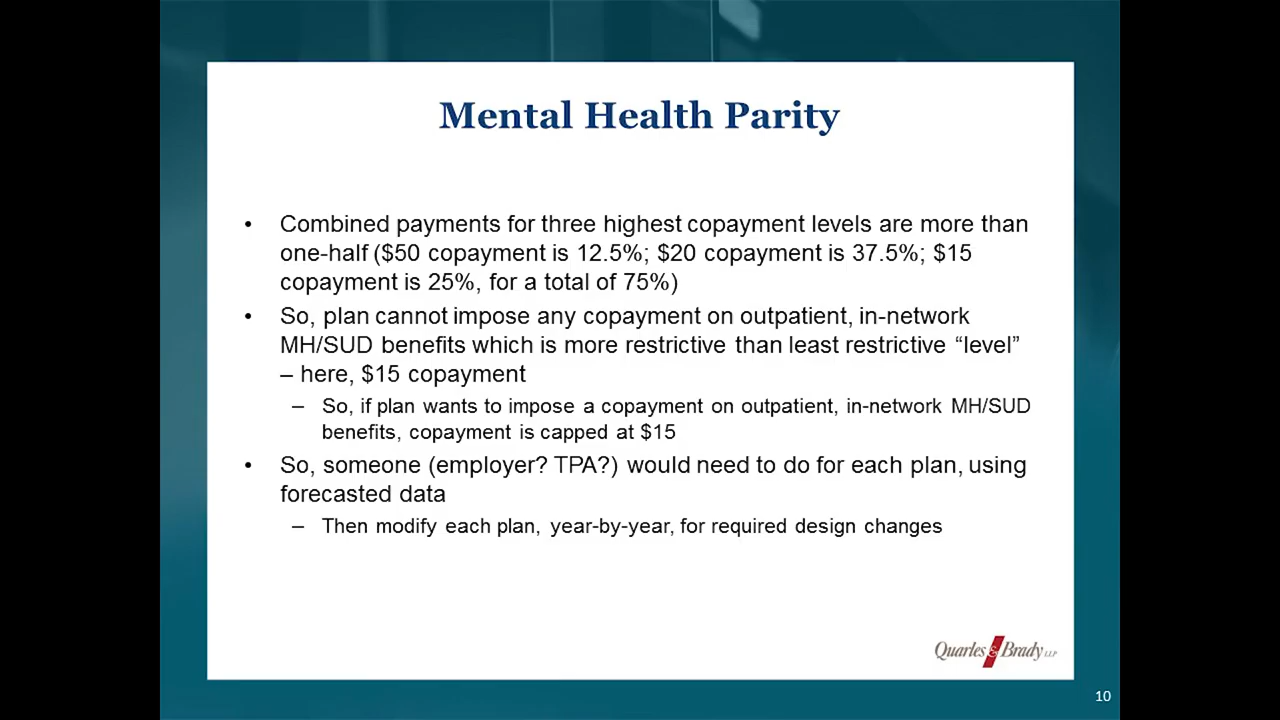 Mental Health Parity
• Combined payments for three highest copayment levels are more than
one-half ($50 copayment is 12.5%; $20 copayment is 37.5%; $15
copayment is 25%, for a total of 75%)
• So, plan cannot impose any copayment on outpatient, in-network
MH/SUD benefits which is more restrictive than least restrictive “level”
– here, $15 copayment
– So, if plan wants to impose a copayment on outpatient, in-network MH/SUD
benefits, copayment is capped at $15
• So, someone (employer? TPA?) would need to do for each plan, using
forecasted data
– Then modify each plan, year-by-year, for required design changes
Quarles & Brady LLP
10